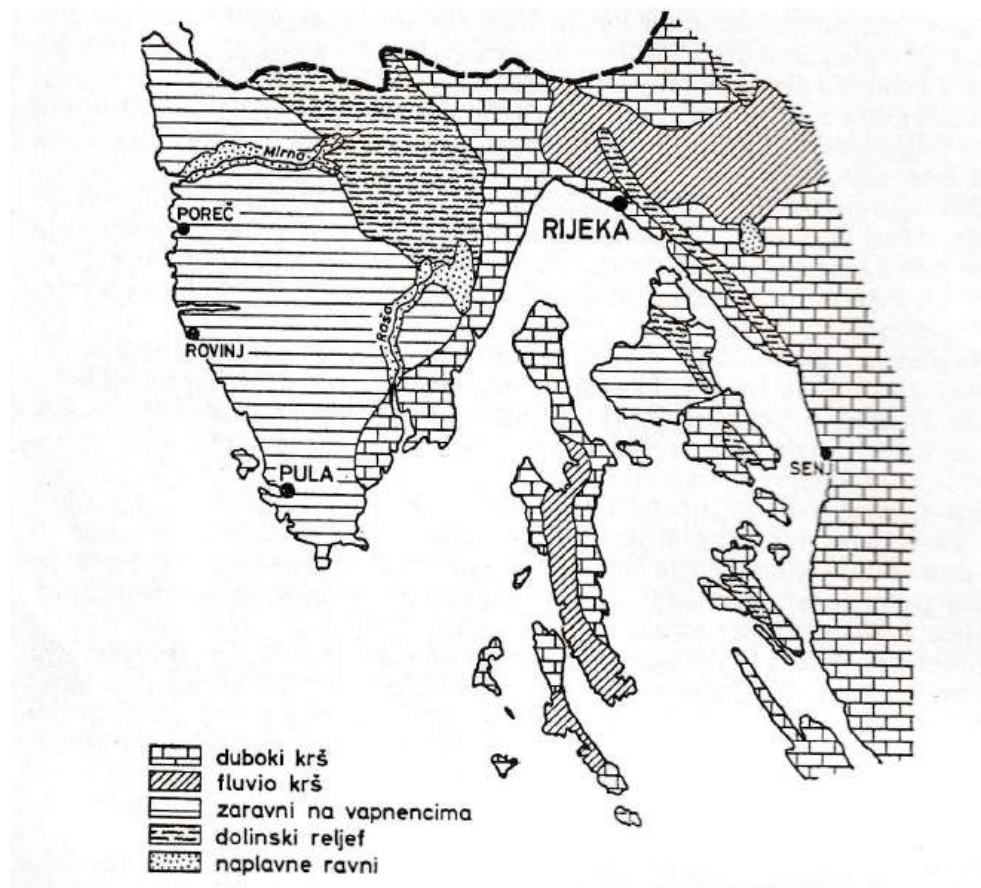 Mirna
POREČ
RIJEKA
Raša
ROVINJ
SENJ
PULA
duboki krš
fluvio krš
zaravni na vapnencima
dolinski reljef
naplavne ravni